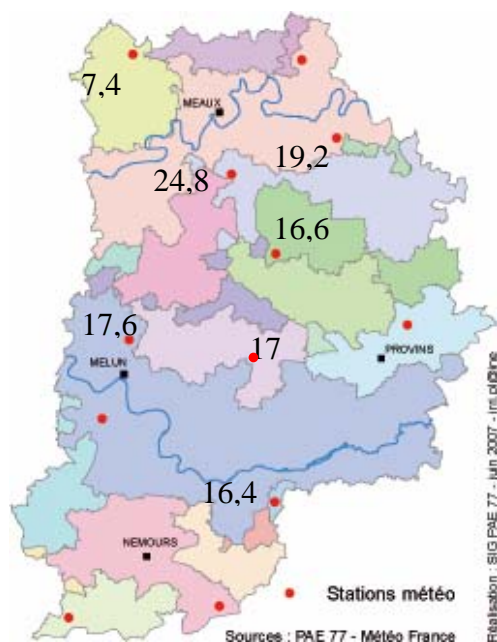 7,4
MEAUX
19,2
24,8
16,6
17,6
17
MELUN
PROVINS
16,4
NEMOURS
Stations météo
Sources : PAE 77 - Météo France
Réalisation : SIG PAE 77 - juin 2007 -